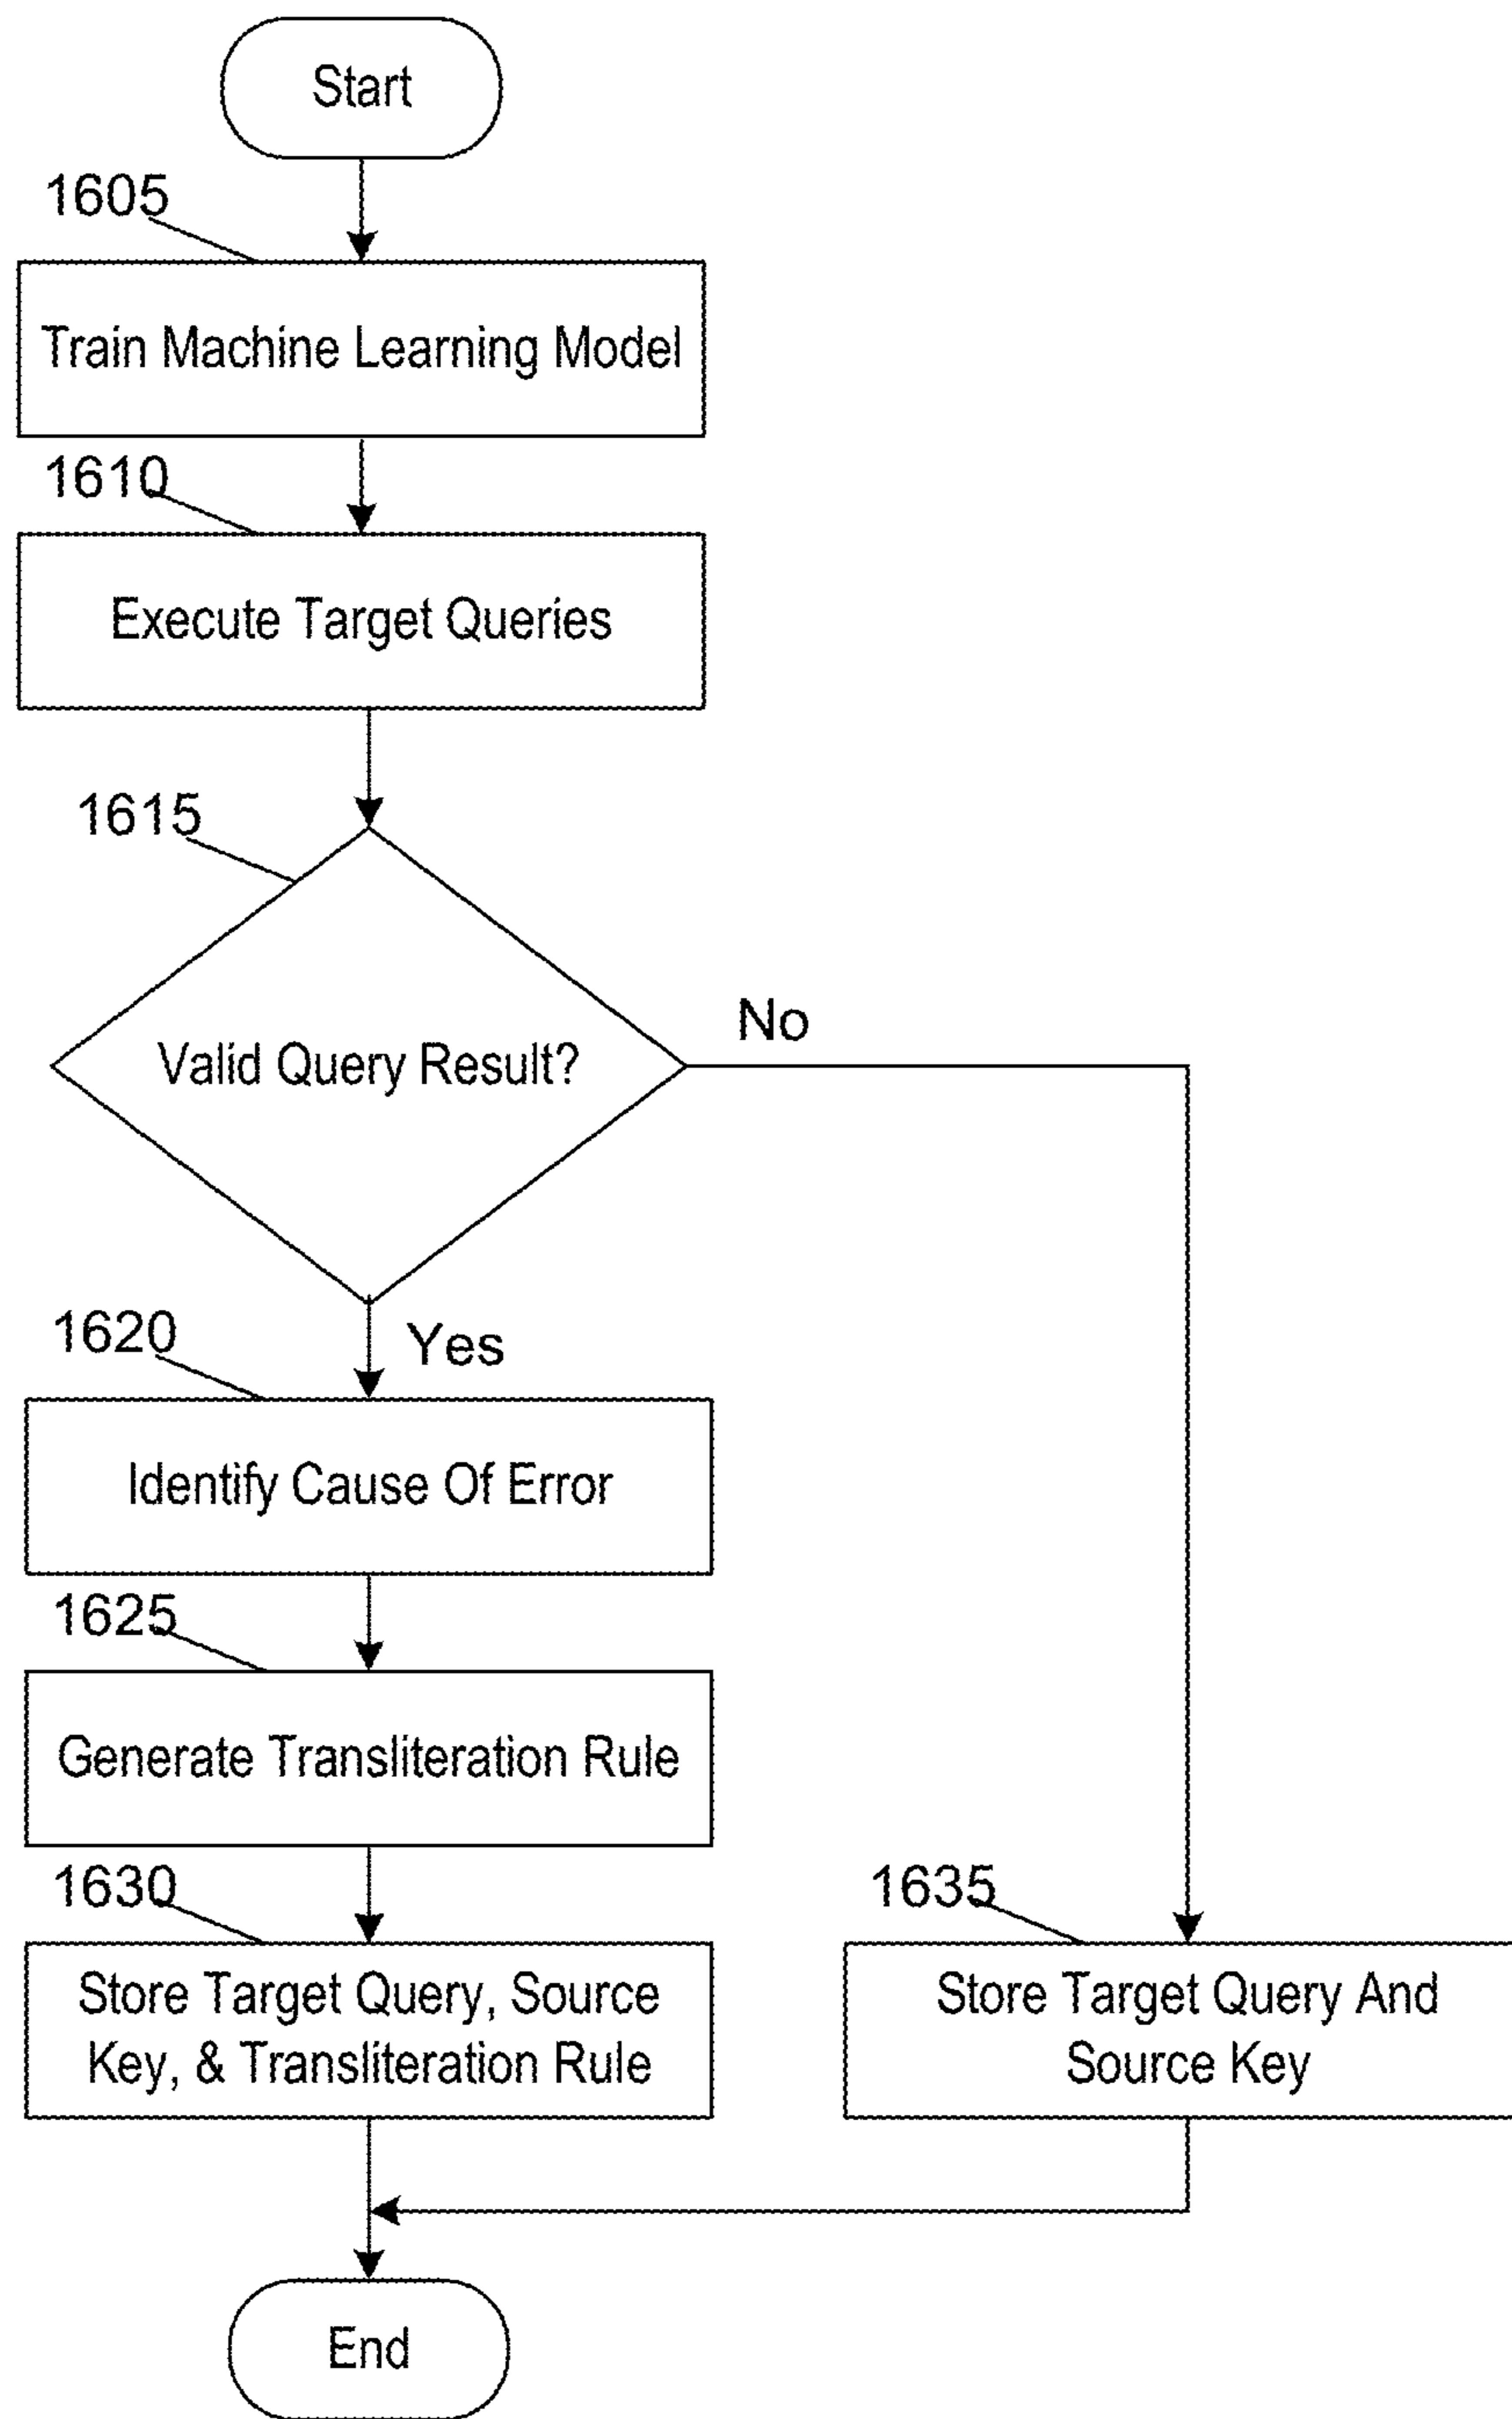 Start
1605
Train Machine Learning Model
1610
Execute Target Queries
1615
Valid Query Result?
No
Yes
1620
Identify Cause Of Error
1625
Generate Transliteration Rule
1630
Store Target Query, Source
Key, & Transliteration Rule
1635
Store Target Query And
Source Key
End